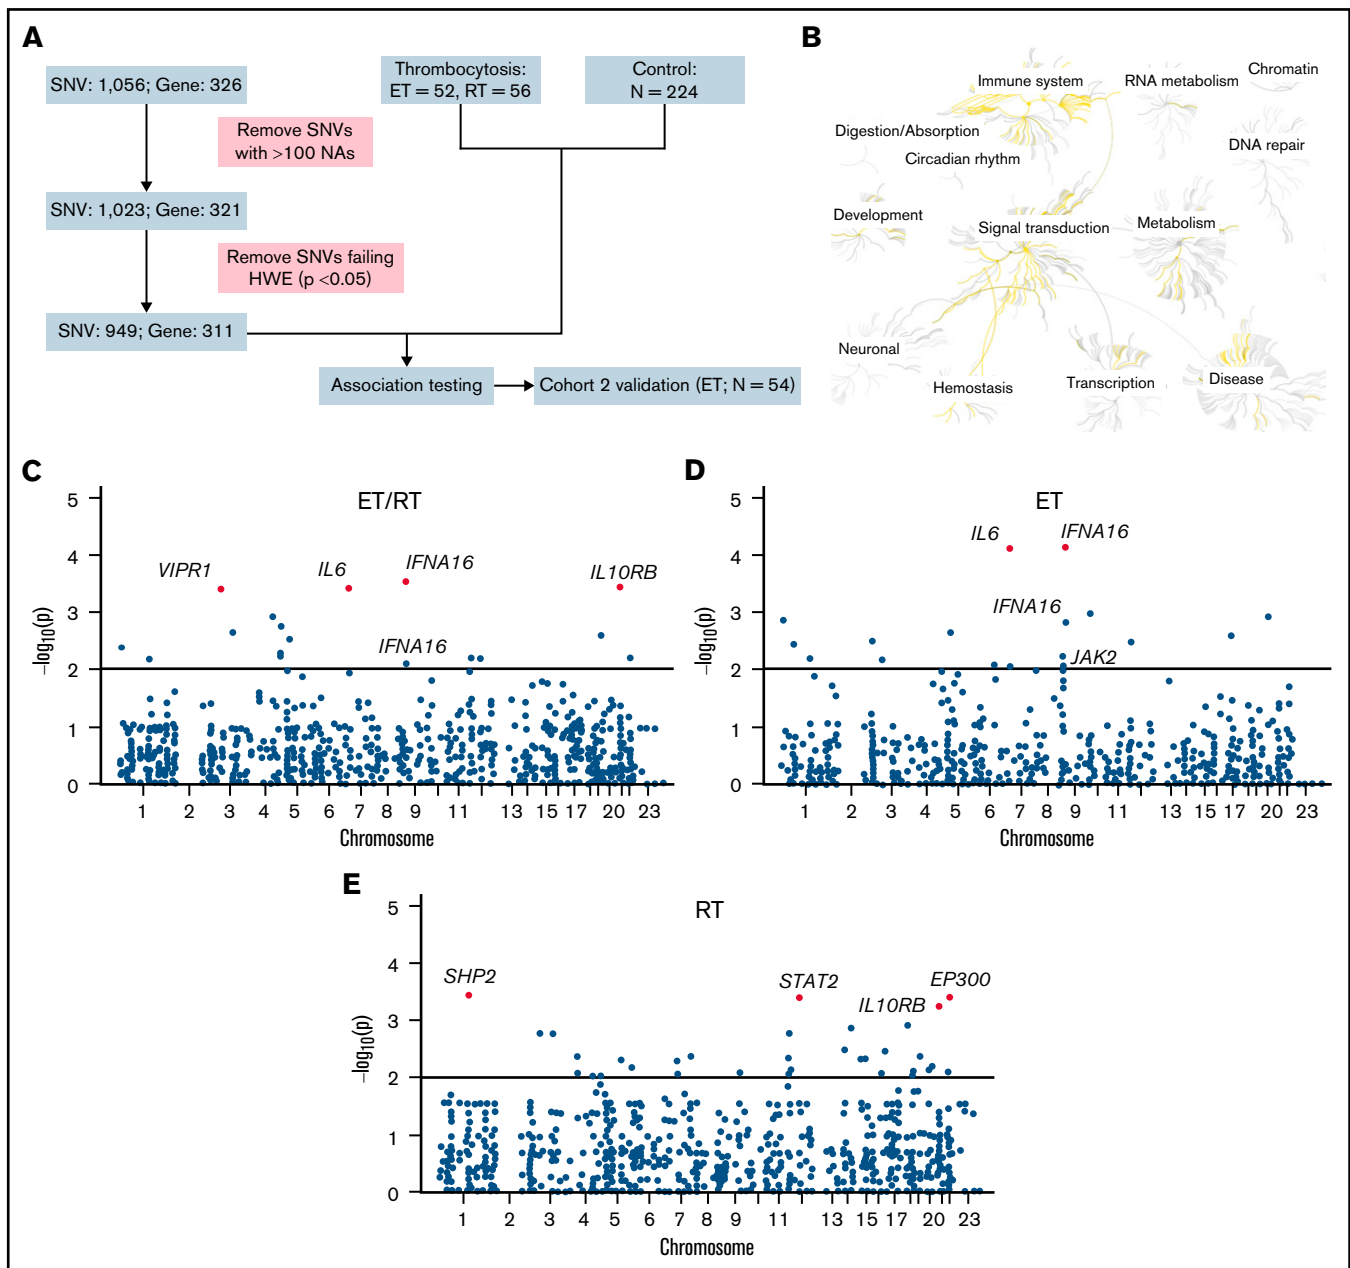 A
SNV: 1,056; Gene: 326
Remove SNVs
with >100 NAs
SNV: 1,023; Gene: 321
Remove SNVs failing
HWE (p <0.05)
SNV: 949; Gene: 311
Thrombocytosis:
ET = 52, RT = 56
Control:
N = 224
Association testing
Cohort 2 validation (ET; N = 54)
B
Immune system
RNA metabolism
Chromatin
Digestion/Absorption
Circadian rhythm
DNA repair
Development
Signal transduction
Metabolism
Neuronal
Hemostasis
Transcription
Disease
C
ET/RT
5
4
3
2
1
0
–log10(p)
VIPR1
IL6
IFNA16
IL10RB
IFNA16
1 2 3 4 5 6 7 8 9 11 13 15 17 20 23
Chromosome
D
ET
5
4
3
2
1
0
–log10(p)
IL6
IFNA16
IFNA16
JAK2
1 2 3 4 5 6 7 8 9 11 13 15 17 20 23
Chromosome
E
RT
5
4
3
2
1
0
–log10(p)
SHP2
STAT2
EP300
IL10RB
1 2 3 4 5 6 7 8 9 11 13 15 17 20 23
Chromosome